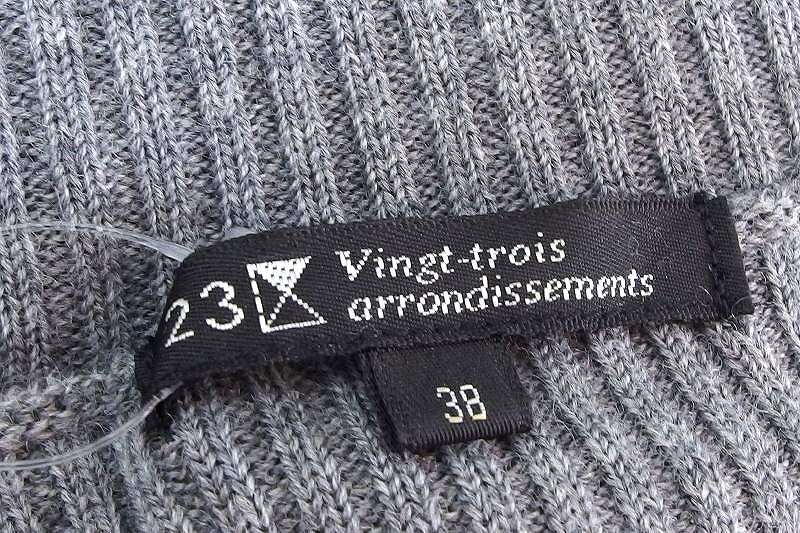 23
Vingt-trois
arrondissements
38